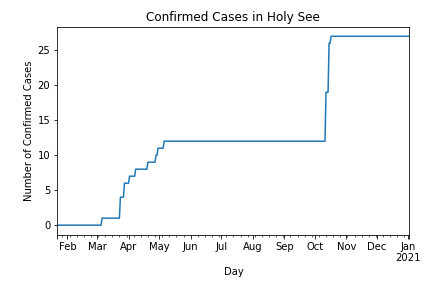 Confirmed Cases in Holy See
Number of Confirmed Cases
25
20
15
10
5
0
Feb Mar Apr May Jun Jul Aug Sep Oct Nov Dec Jan
2021
Day